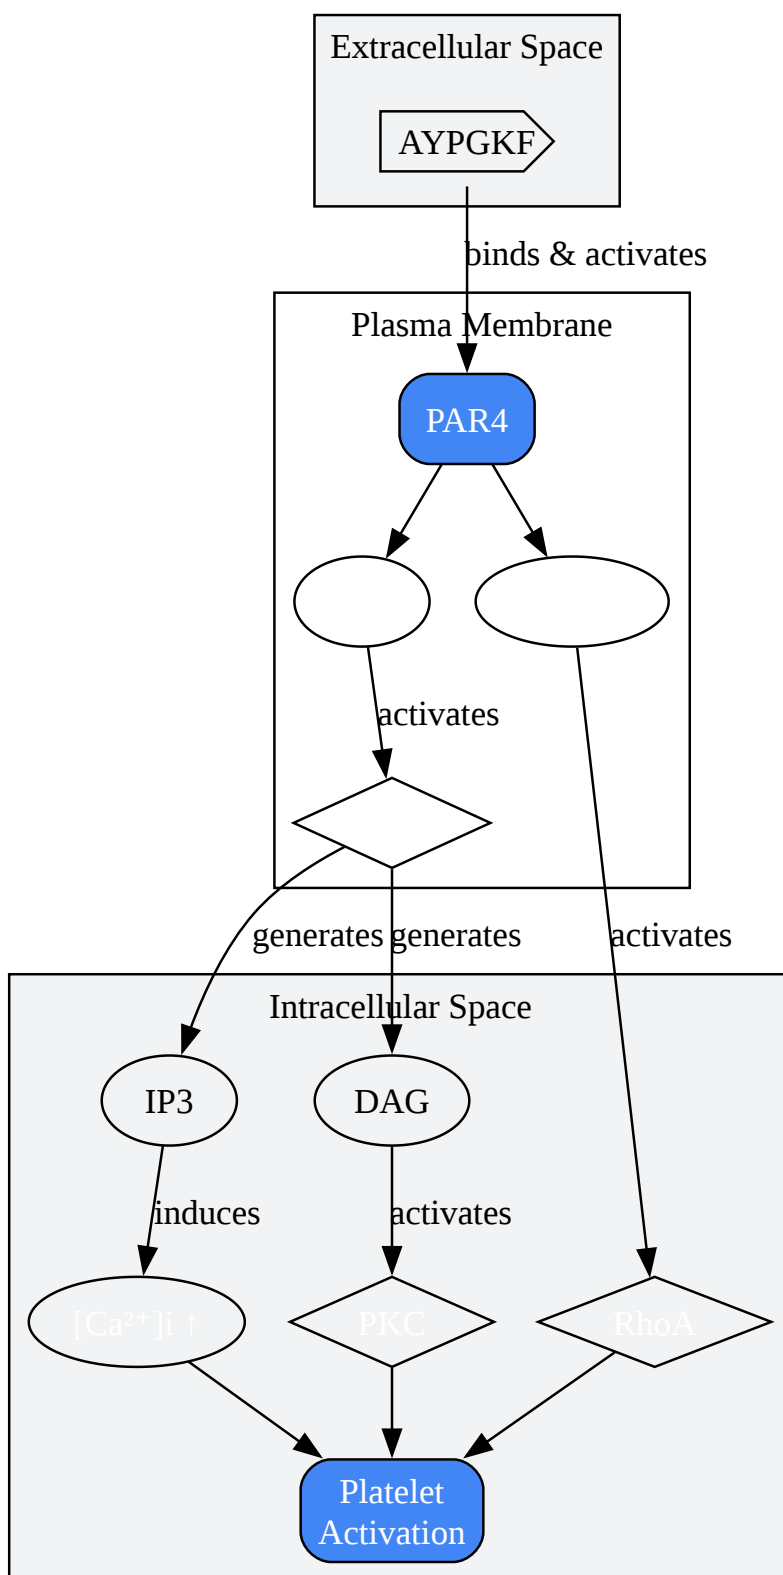 Extracellular Space
AYPGKF
binds & activates
Plasma Membrane
PAR4
activates
generates
generates
activates
Intracellular Space
IP3
DAG
induces
activates
[Ca²⁺]i ↑
PKC
RhoA
Platelet
Activation